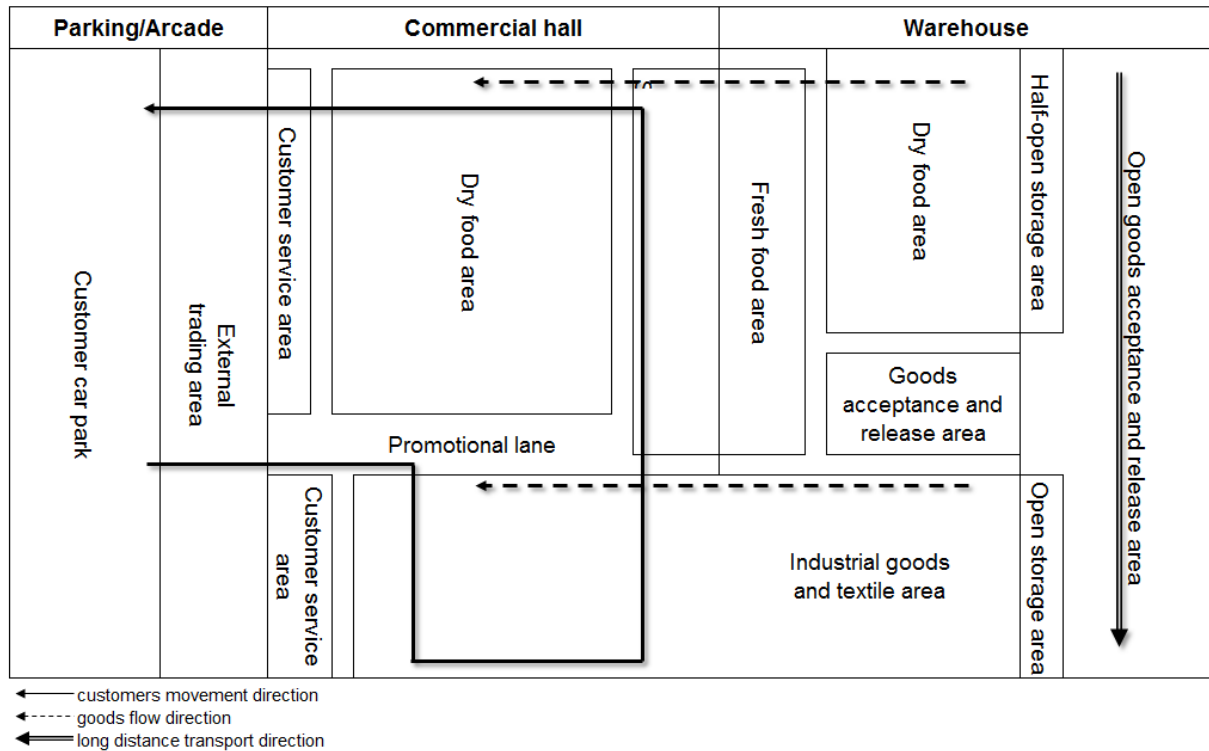 Parking/Arcade
Commercial hall
Warehouse
Customer car park
External
trading area
Customer service area
Dry food area
Fresh food area
Dry food area
Half-open storage area
Open goods acceptance and release area
Goods
acceptance and
release area
Promotional lane
Customer service
area
Industrial goods
and textile area
Open storage area
customers movement direction
goods flow direction
long distance transport direction